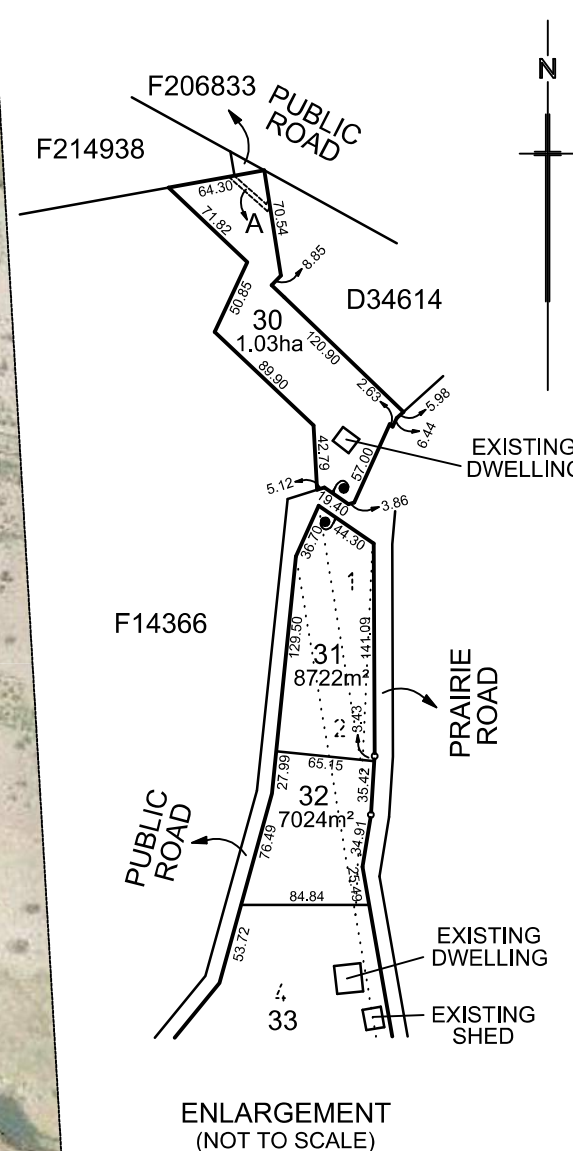 F206833
PUBLIC
ROAD
N
F214938
64.30
A
70.54
71.82
8.85
50.85
D34614
30
1.03ha
120.90
89.90
2.63
5.98
6.44
42.79
57.00
EXISTING
DWELLING
5.12
19.40
3.86
36.70
44.30
1
F14366
129.50
141.09
31
8722m²
PRAIRIE
ROAD
2
3.43
65.15
27.99
35.42
32
7024m²
PUBLIC
ROAD
76.49
34.91
25.49
84.84
53.72
EXISTING
DWELLING
4
33
EXISTING
SHED
ENLARGEMENT
(NOT TO SCALE)